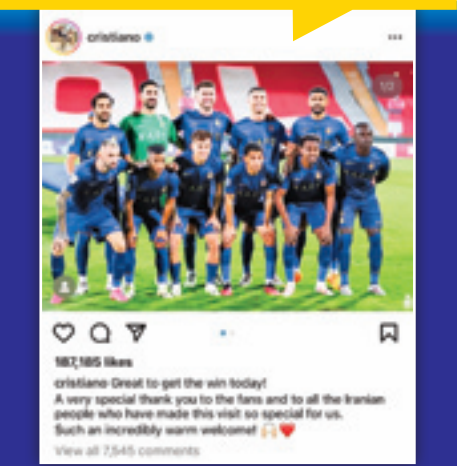 cristiano
1/2
187,185 likes
cristiano Great to get the win today!
A very special thank you to the fans and to all the Iranian
people who have made this visit so special for us.
Such an incredibly warm welcome! 🙌❤️
View all 7,545 comments